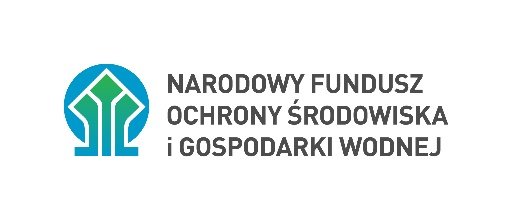 NARODOWY FUNDUSZ
OCHRONY ŚRODOWISKA
i GOSPODARKI WODNEJ